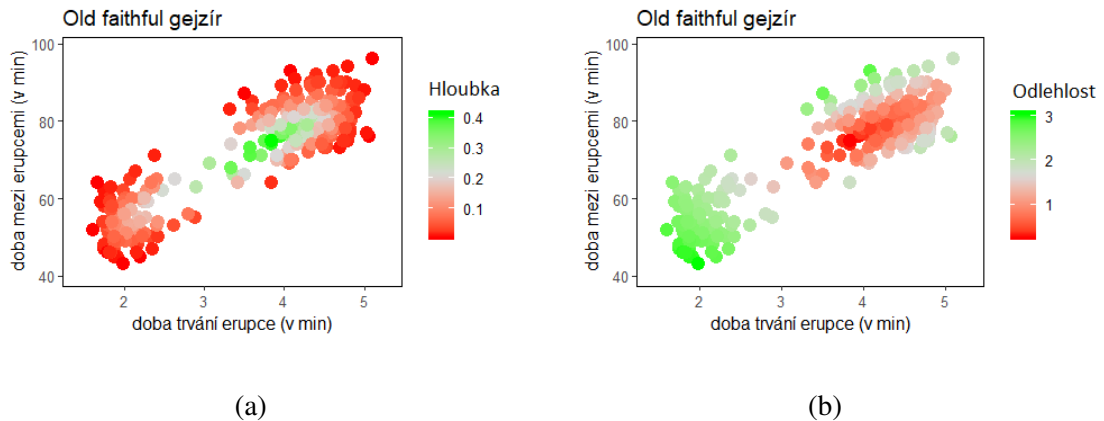 Old faithful gejzír
doba mezi erupcemi (v min)
100
80
60
40
2 3 4 5
doba trvání erupce (v min)
Hloubka
0.4
0.3
0.2
0.1
(a)
Old faithful gejzír
doba mezi erupcemi (v min)
100
80
60
40
2 3 4 5
doba trvání erupce (v min)
Odlehlost
3
2
1
(b)